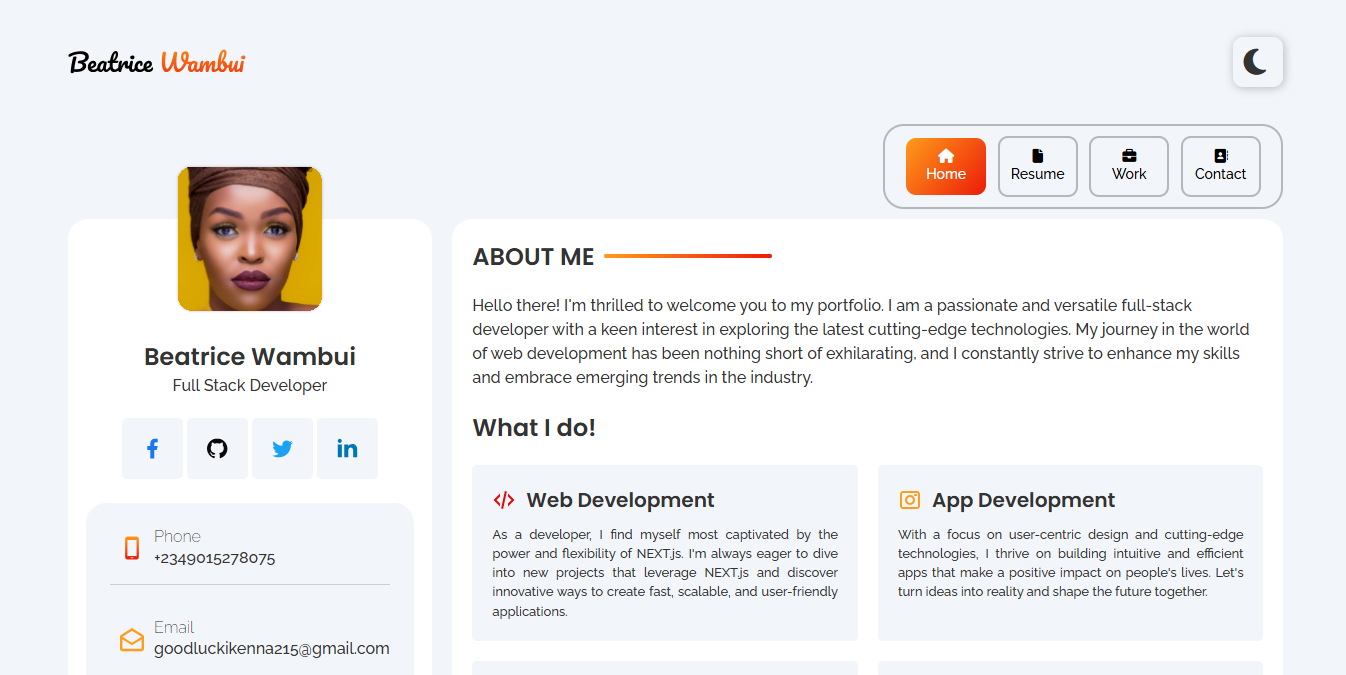 Beatrice Wambui
Home
Resume
Work
Contact
Beatrice Wambui
Full Stack Developer
Phone
+2349015278075
Email
goodluckikenna215@gmail.com
ABOUT ME
Hello there! I'm thrilled to welcome you to my portfolio. I am a passionate and versatile full-stack
developer with a keen interest in exploring the latest cutting-edge technologies. My journey in the world
of web development has been nothing short of exhilarating, and I constantly strive to enhance my skills
and embrace emerging trends in the industry.
What I do!
Web Development
As a developer, I find myself most captivated by the
power and flexibility of NEXT.js. I'm always eager to dive
into new projects that leverage NEXT.js and discover
innovative ways to create fast, scalable, and user-friendly
applications.
App Development
With a focus on user-centric design and cutting-edge
technologies, I thrive on building intuitive and efficient
apps that make a positive impact on people's lives. Let's
turn ideas into reality and shape the future together.